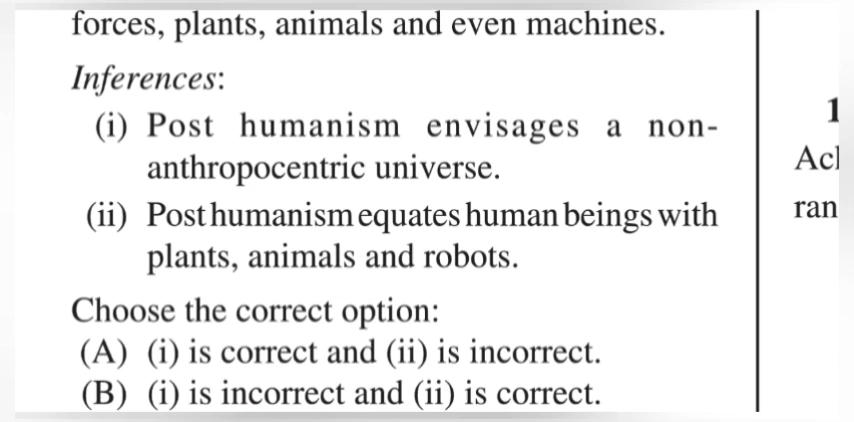 forces, plants, animals and even machines.
Inferences:
(i) Post humanism envisages a non-
anthropocentric universe.
(ii) Post humanism equates human beings with
plants, animals and robots.
Choose the correct option:
(A) (i) is correct and (ii) is incorrect.
(B) (i) is incorrect and (ii) is correct.
1
ran